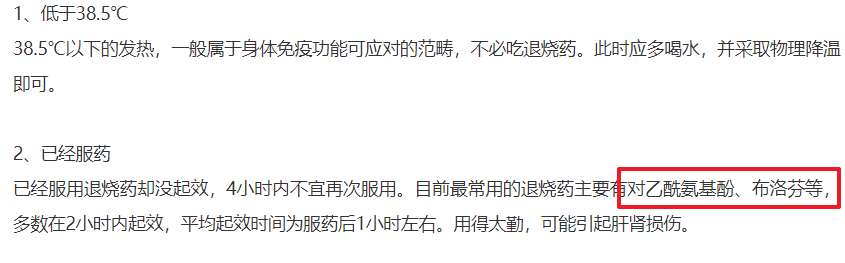 1、低于38.5℃
38.5℃以下的发热，一般属于身体免疫功能可应对的范畴，不必吃退烧药。此时应多喝水，并采取物理降温
即可。
2、已经服药
已经服用退烧药却没起效，4小时内不宜再次服用。目前最常用的退烧药主要有对乙酰氨基酚、布洛芬等，
多数在2小时内起效，平均起效时间为服药后1小时左右。用得太勤，可能引起肝肾损伤。